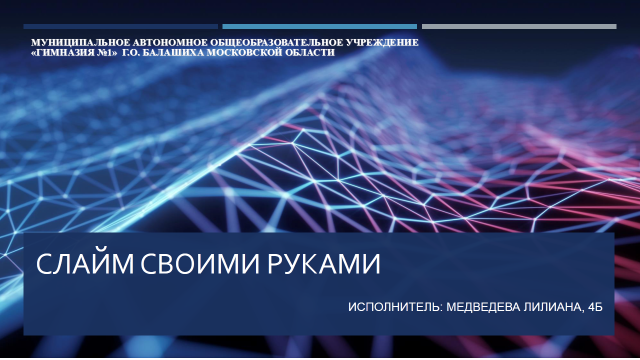 МУНИЦИПАЛЬНОЕ АВТОНОМНОЕ ОБЩЕОБРАЗОВАТЕЛЬНОЕ УЧРЕЖДЕНИЕ
«ГИМНАЗИЯ №1» Г.О. БАЛАШИХА МОСКОВСКОЙ ОБЛАСТИ
СЛАЙМ СВОИМИ РУКАМИ
ИСПОЛНИТЕЛЬ: МЕДВЕДЕВА ЛИЛИАНА, 4Б